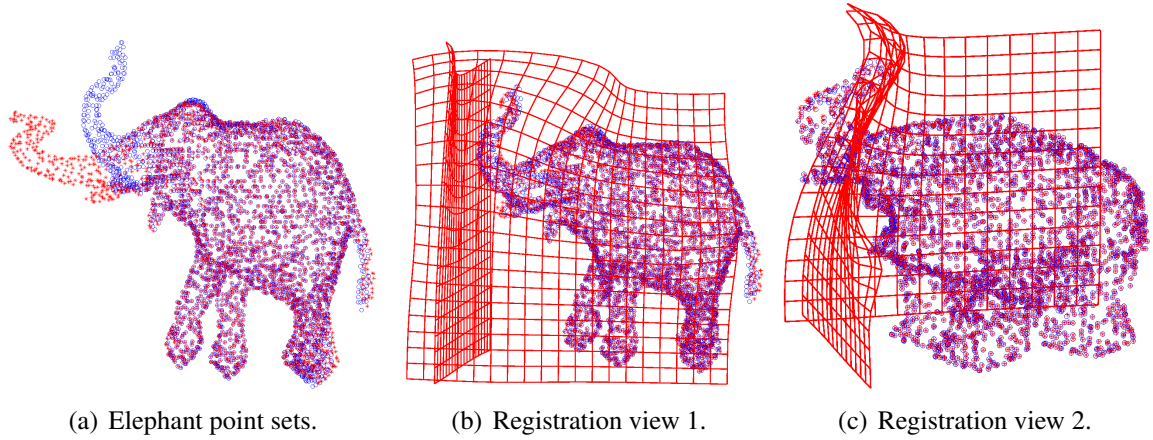 (a) Elephant point sets.
(b) Registration view 1.
(c) Registration view 2.